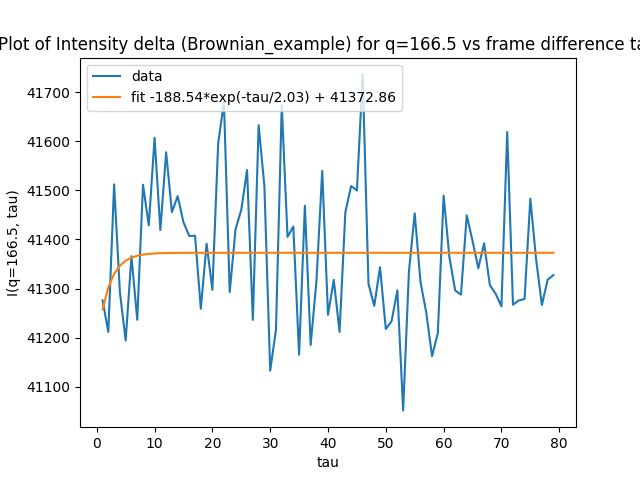 Plot of Intensity delta (Brownian_example) for q=166.5 vs frame difference ta
data
fit -188.54*exp(-tau/2.03) + 41372.86
I(q=166.5, tau)
41700
41600
41500
41400
41300
41200
41100
0 10 20 30 40 50 60 70 80
tau